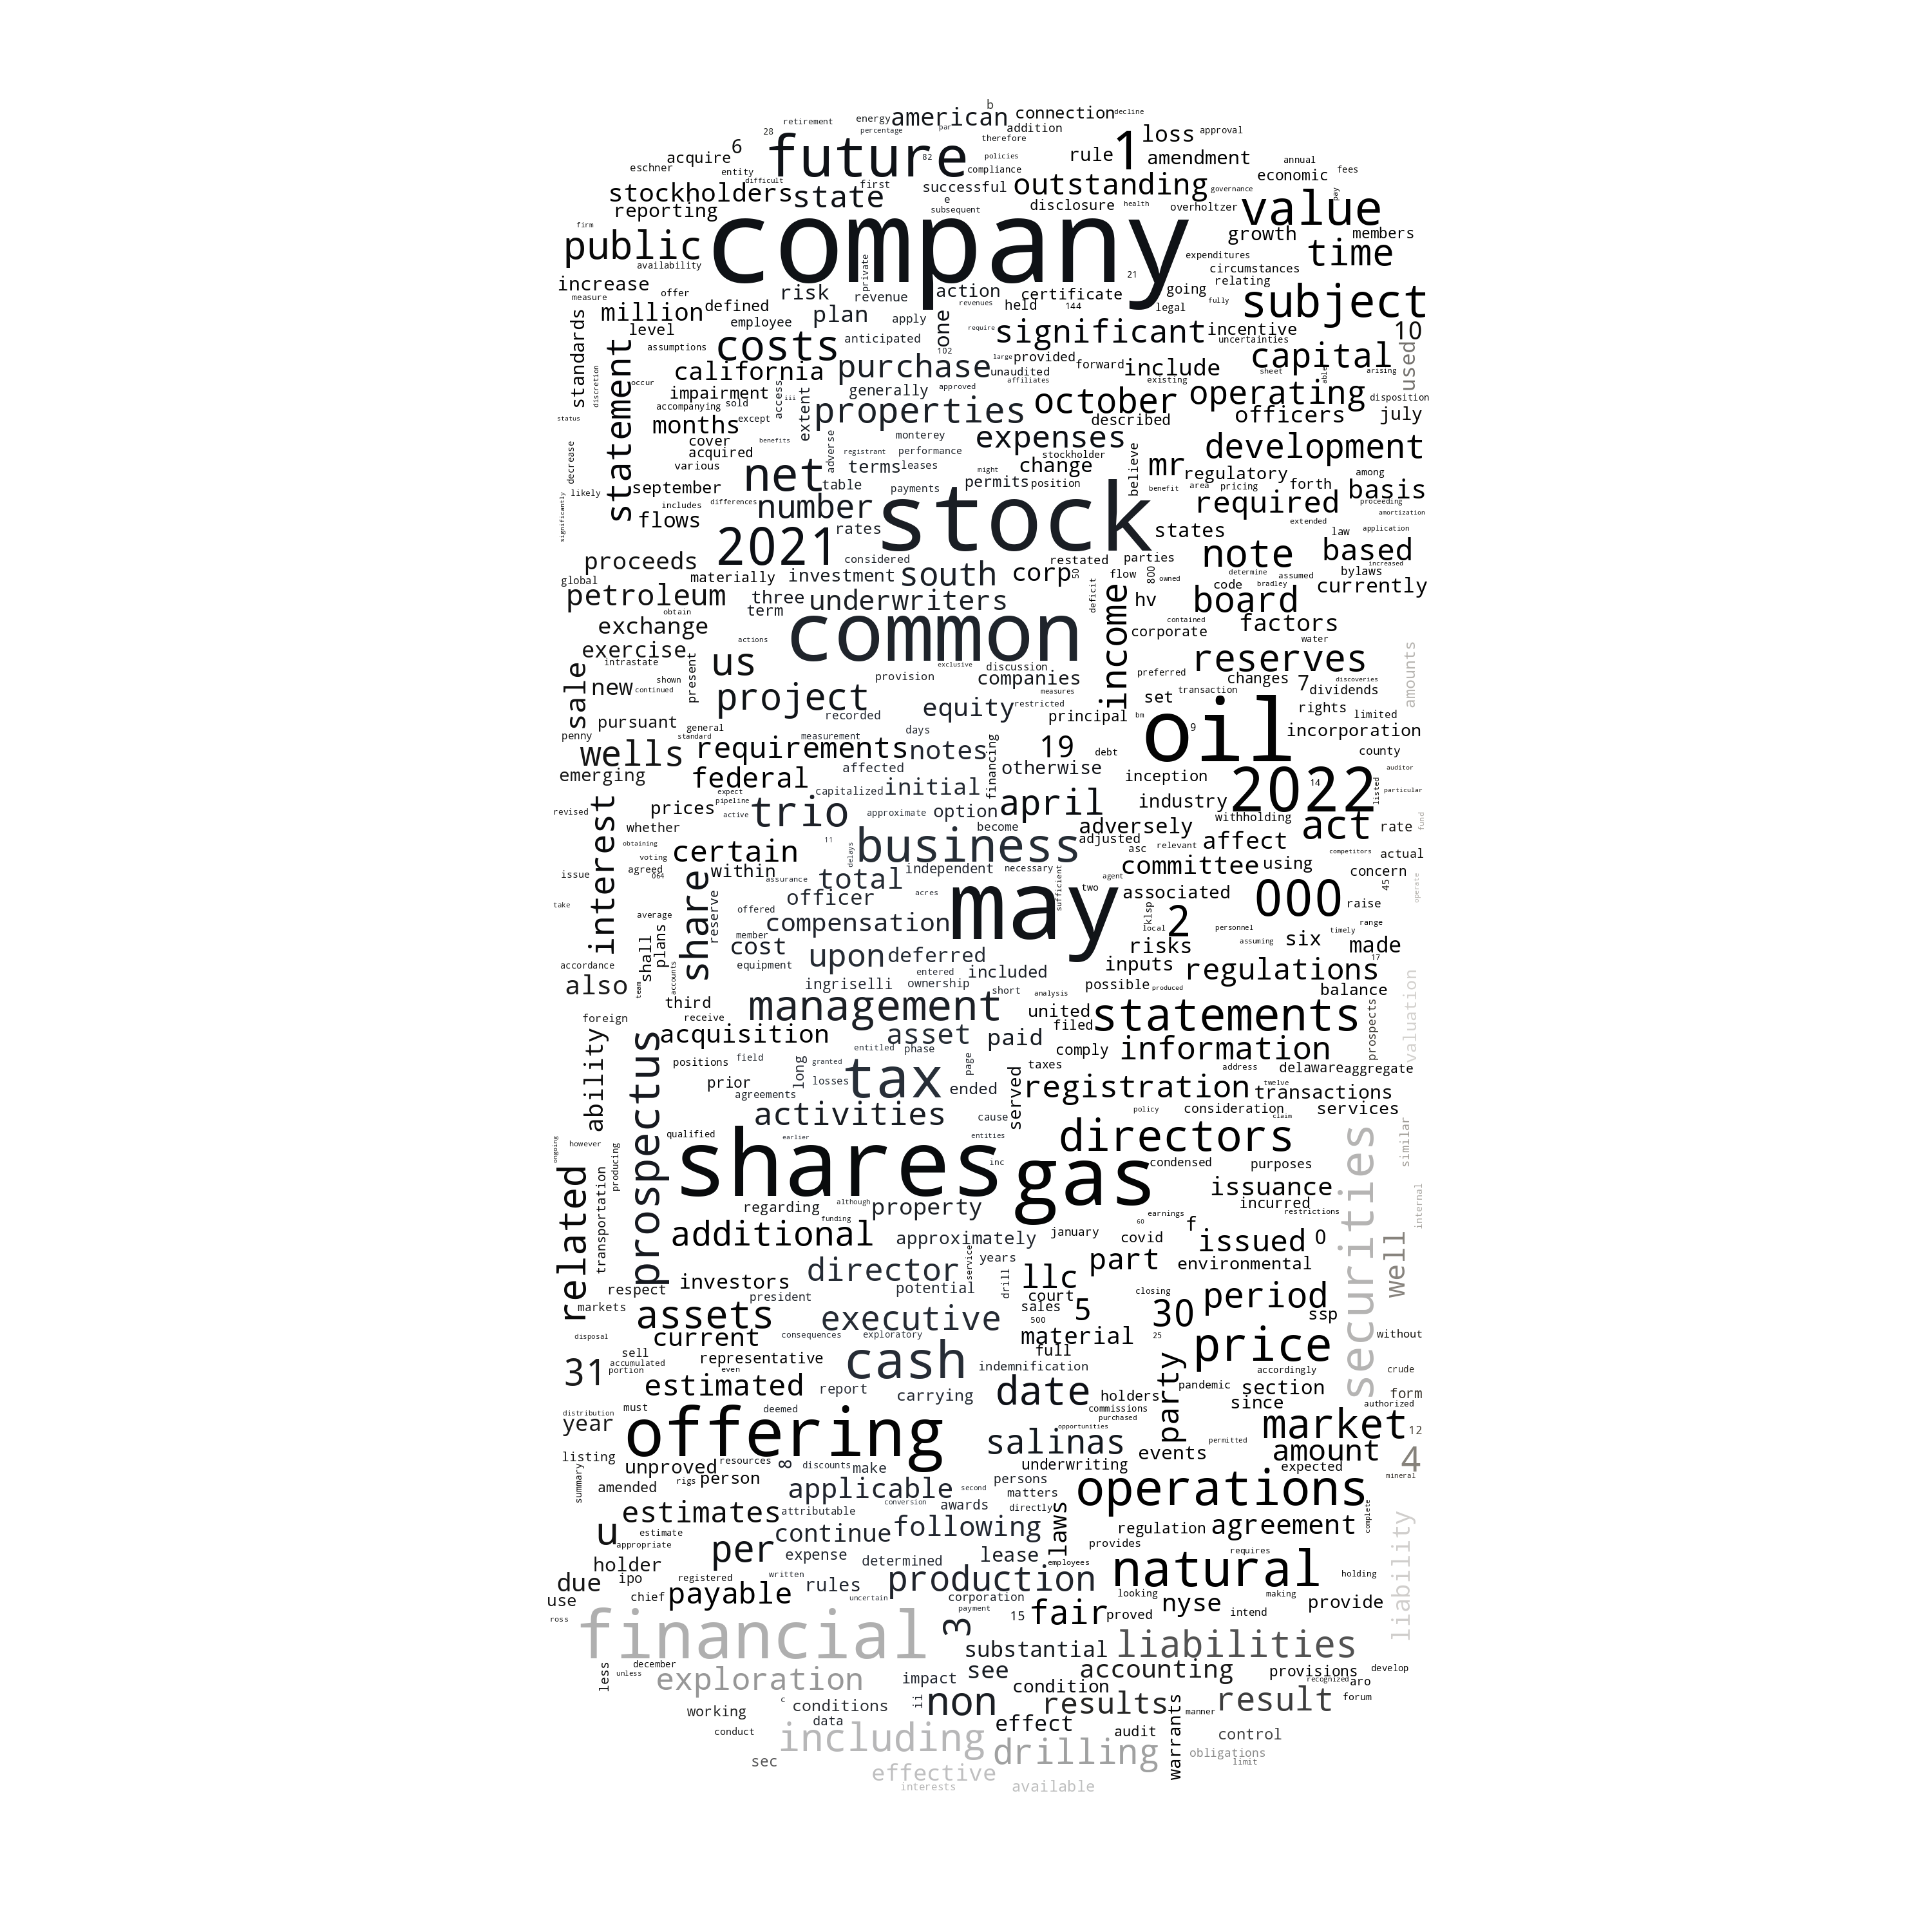 b
energy american connection decline
retirement percentage par addition
28 therefore
6 future 82 policies rule 1 loss approval
acquire compliance amendment annual
eschner entity difficult first successful outstanding economic fees
stockholders state e governance pay
reporting subsequent disclosure health overholtzer value
firm company growth members
public expenditures time
availability private 21 circumstances relating
increase offer risk revenue action certificate going subject
measure defined revenues held 144 legal fully
million plan apply one significant incentive 10
level employee require uncertainties
standards statement assumptions costs anticipated 102 large provided forward include capital used
california purchase unaudited sheet arising
occur impairment access generally approved affiliates existing able
discretion accompanying sold iii properties october operating disposition
status months except extent described officers july
cover benefits monterey expenses
decrease acquired adverse registrant performance stockholder believe development
various net terms leases might change mr regulatory among
likely september table payments permits position benefit area pricing forth basis
significantly includes differences number stock required proceeding
flows rates states extended law application amortization
2021 considered restated parties note based
proceeds materially investment south corp 50 flow 800 owned determine assumed bylaws increased
global three underwriters deficit income hv code bradley currently
petroleum obtain term common board
exchange actions corporate contained factors
exercise water
intrastate us exclusive discussion reserves amounts
sale new continued shown present provision companies preferred changes 7 discoveries
project measures set transaction dividends
recorded equity restricted principal bm rights limited
pursuant general days oil 9
penny standard measurement incorporation
wells requirements notes financing 19 debt county
emerging federal affected otherwise inception auditor
expect capitalized initial 2022 14 listed particular
interest prices pipeline trio approximate option april industry
revised active become withholding act rate fund
whether 11 delays business adjusted adversely affect
obtaining certain asc relevant competitors actual
voting within independent necessary committee using
issue agreed 064 share assurance total agent two associated concern
officer acres may sufficient 000 45 operate
take average reserve offered compensation klsp 2 raise
shall plans member cost local personnel range
accordance equipment upon deferred risks assuming six timely made
also team accounts entered included inputs regulations 17
ingriselli ownership short analysis possible produced balance
third management united statements prospects valuation
foreign receive filed
ability prospectus acquisition asset paid information
positions field long entitled phase page comply
prior granted losses tax taxes address delaware aggregate
agreements ended served registration twelve transactions
activities cause policy consideration claim services
ongoing however qualified earlier entities directors securities similar
related producing shares inc gas condensed purposes
transportation although issuance internal
regarding property earnings incurred restrictions
additional funding january 60 f
approximately covid issued 0 well
investors director service years part environmental
respect potential drill llc closing period
markets president court
assets executive sales 5 30 ssp
current consequences exploratory 500 material 25 price without
disposal sell representative cash full indemnification party accordingly crude
31 accumulated even pandemic
portion estimated report carrying date holders section form
must deemed commissions since authorized
distribution offering purchased market 12
year opportunities
listing salinas events permitted amount 4
summary unproved resources 8 discounts make underwriting expected mineral
amended rigs person applicable second persons operations
estimates attributable conversion awards directly matters complete liability
u estimate continue following laws regulation agreement
appropriate per expense determined lease provides requires
holder employees natural
due ipo registered written rules production looking holding
use chief payable uncertain corporation making
ross payment 15 fair proved nyse intend provide
financial 3 substantial liabilities
december see accounting provisions develop
less unless exploration impact condition recognized aro
working c conditions ii non results manner result forum
data effect audit warrants
conduct including control
sec drilling obligations limit
effective
interests available